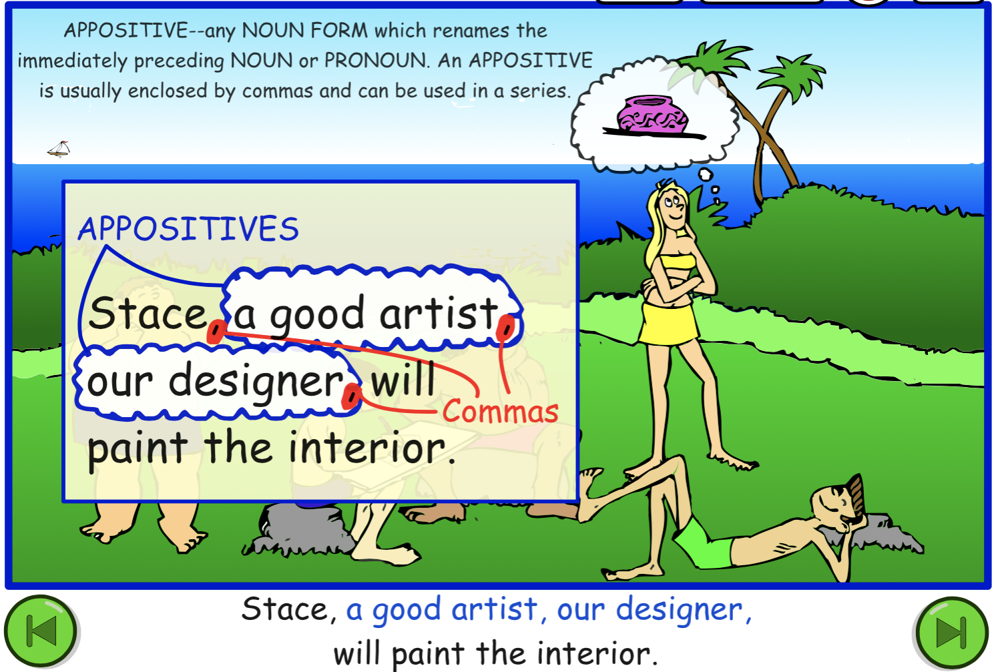 APPOSITIVE--any NOUN FORM which renames the
immediately preceding NOUN or PRONOUN. An APPOSITIVE
is usually enclosed by commas and can be used in a series.
APPOSITIVES
Stace, a good artist,
our designer, will
Commas
paint the interior.
Stace, a good artist, our designer,
will paint the interior.